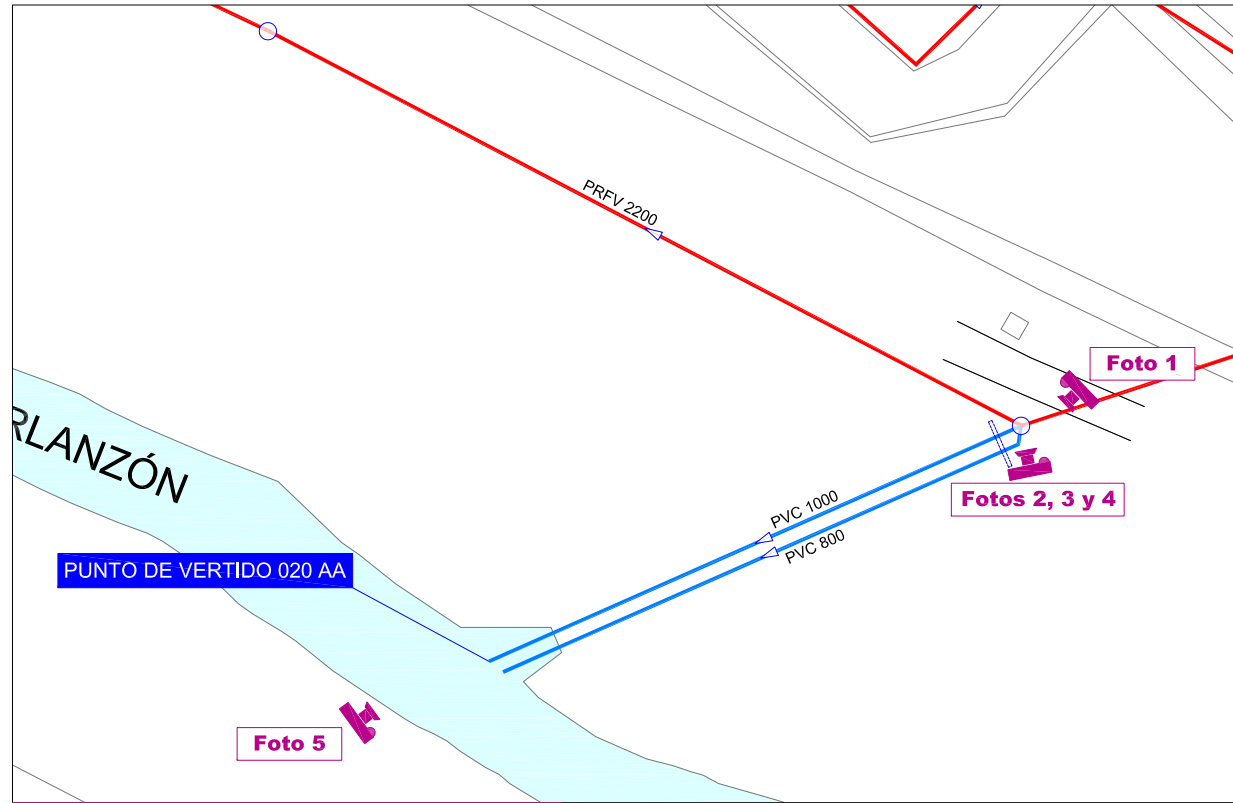 PRFV 2200
Foto 1
RLANZÓN
Fotos 2, 3 y 4
PVC 1000
PVC 800
PUNTO DE VERTIDO 020 AA
Foto 5